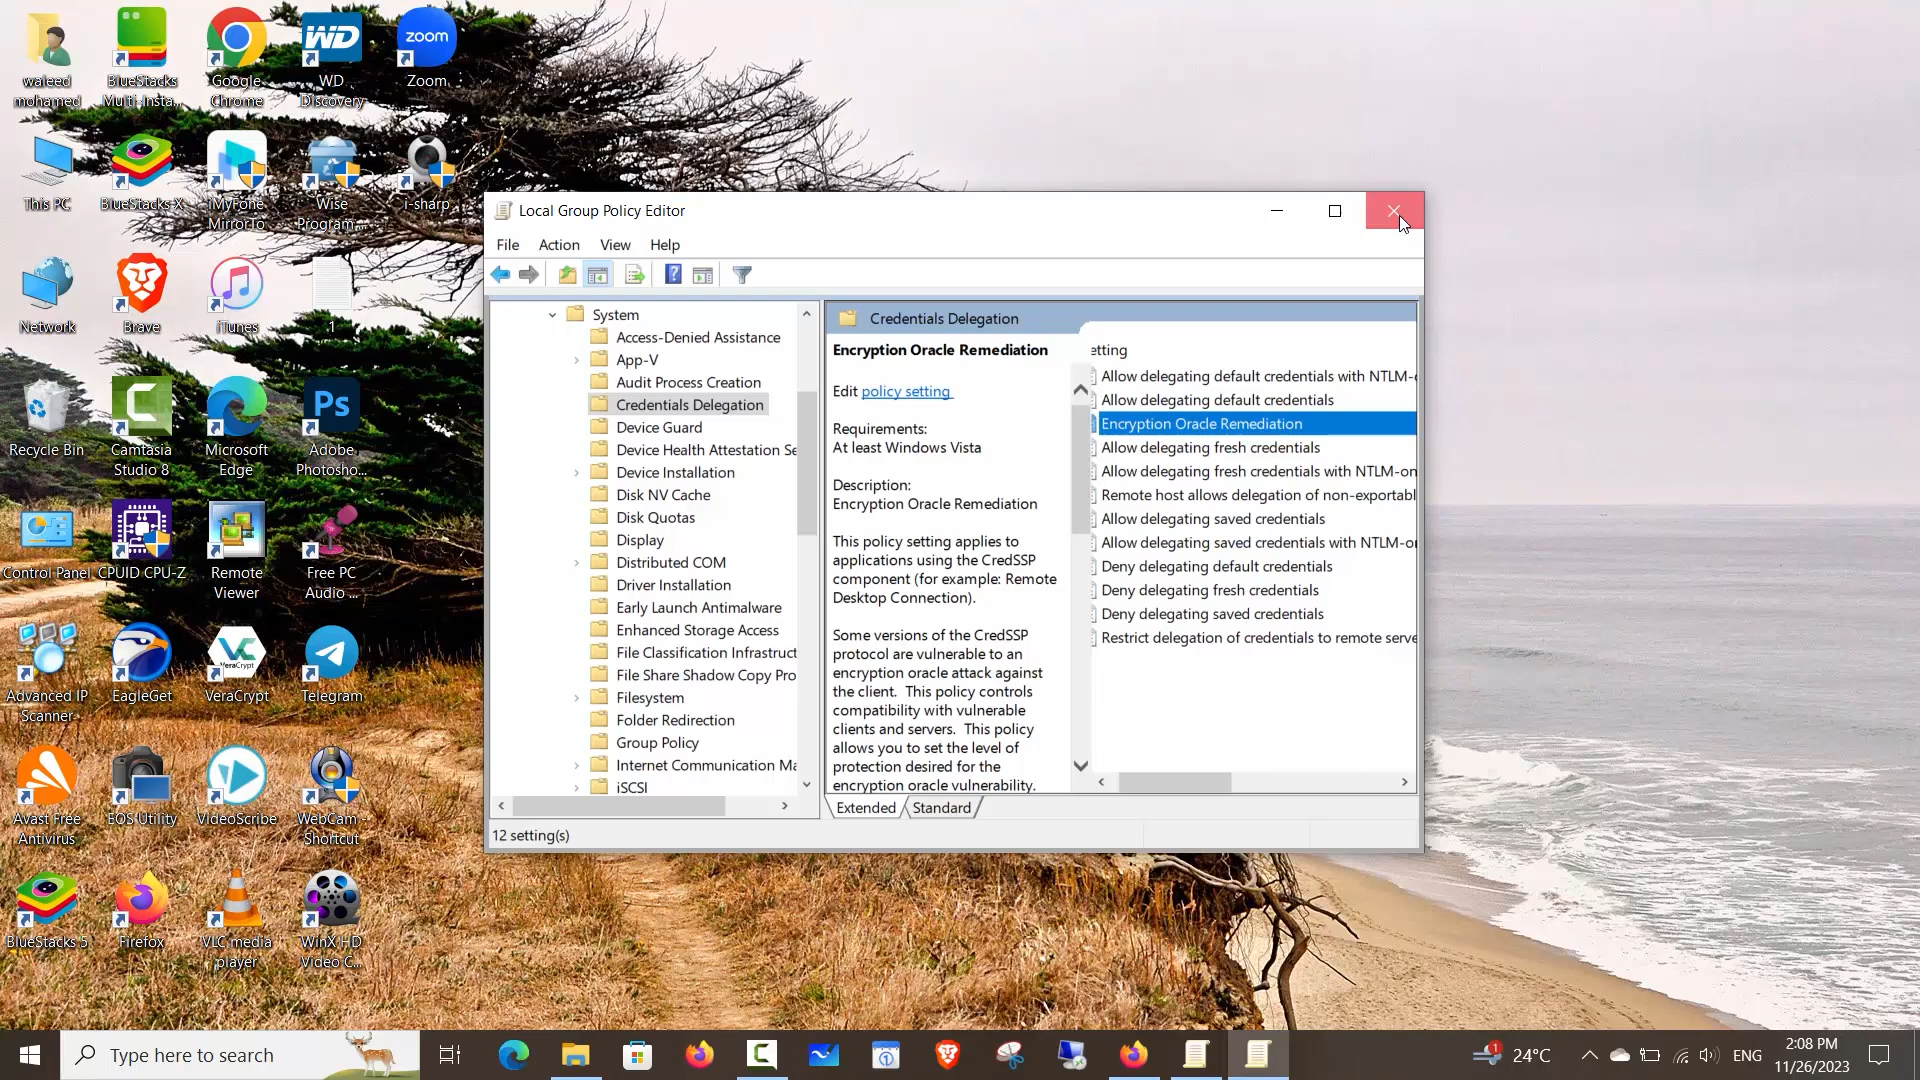 waleed
mohamed
BlueStacks
Multi-Insta...
Google
Chrome
WD
WD
Discovery
zoom
Zoom
This PC
BlueStacks X
iMyFone
MirrorTo
Wise
Program ...
i-sharp
Network
Brave
iTunes
1
Recycle Bin
Camtasia
Studio 8
Microsoft
Edge
Ps
Adobe
Photosho...
Control Panel
CPUID CPU-Z
Remote
Viewer
Free PC
Audio ...
Advanced IP
Scanner
EagleGet
VeraCrypt
VeraCrypt
Telegram
Avast Free
Antivirus
EOS Utility
VideoScribe
WebCam -
Shortcut
BlueStacks 5
Firefox
VLC media
player
WinX HD
Video C...
Local Group Policy Editor
File Action View Help
System
Access-Denied Assistance
App-V
Audit Process Creation
Credentials Delegation
Device Guard
Device Health Attestation Se
Device Installation
Disk NV Cache
Disk Quotas
Display
Distributed COM
Driver Installation
Early Launch Antimalware
Enhanced Storage Access
File Classification Infrastruct
File Share Shadow Copy Pro
Filesystem
Folder Redirection
Group Policy
Internet Communication Ma
iSCSI
Credentials Delegation
Encryption Oracle Remediation
Edit policy setting
Requirements:
At least Windows Vista
Description:
Encryption Oracle Remediation
This policy setting applies to
applications using the CredSSP
component (for example: Remote
Desktop Connection).
Some versions of the CredSSP
protocol are vulnerable to an
encryption oracle attack against
the client. This policy controls
compatibility with vulnerable
clients and servers. This policy
allows you to set the level of
protection desired for the
encryption oracle vulnerability.
etting
Allow delegating default credentials with NTLM-o
Allow delegating default credentials
Encryption Oracle Remediation
Allow delegating fresh credentials
Allow delegating fresh credentials with NTLM-on
Remote host allows delegation of non-exportabl
Allow delegating saved credentials
Allow delegating saved credentials with NTLM-or
Deny delegating default credentials
Deny delegating fresh credentials
Deny delegating saved credentials
Restrict delegation of credentials to remote serve
Extended Standard
12 setting(s)
Type here to search
1
24°C
ENG
2:08 PM
11/26/2023